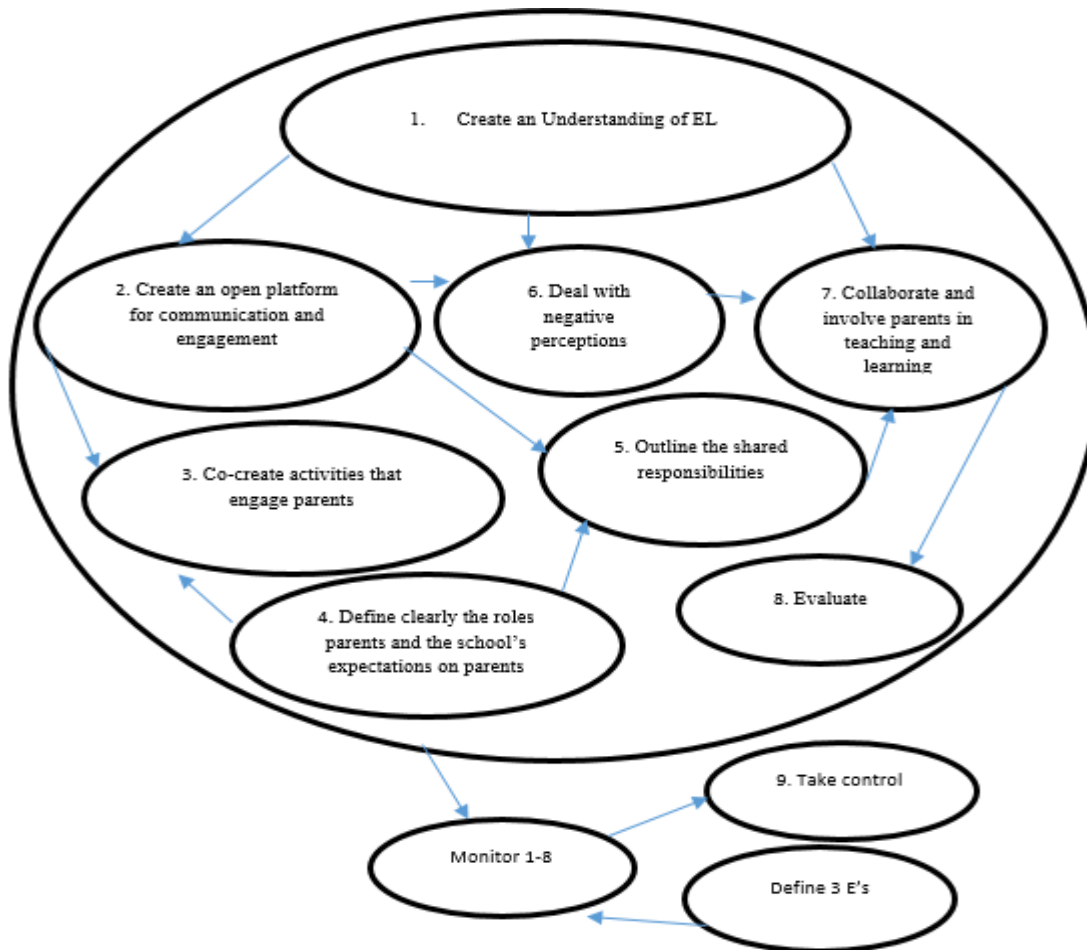 1. Create an Understanding of EL
2. Create an open platform
for communication and
engagement
6. Deal with
negative
perceptions
7. Collaborate and
involve parents in
teaching and
learning
3. Co-create activities that
engage parents
5. Outline the shared
responsibilities
4. Define clearly the roles
parents and the school’s
expectations on parents
8. Evaluate
9. Take control
Monitor 1-8
Define 3 E’s